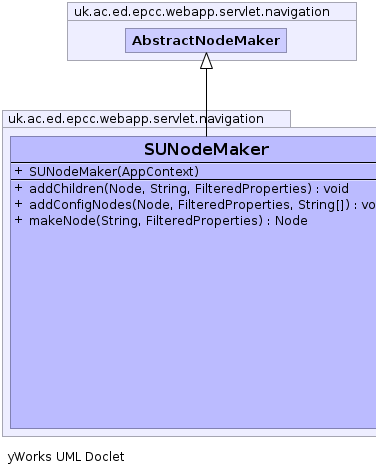 uk.ac.ed.epcc.webapp.servlet.navigation
AbstractNodeMaker
uk.ac.ed.epcc.webapp.servlet.navigation
SUNodeMaker
+ SUNodeMaker(AppContext)
+ addChildren(Node, String, FilteredProperties) : void
+ addConfigNodes(Node, FilteredProperties, String[]) : vo
+ makeNode(String, FilteredProperties) : Node
yWorks UML Doclet